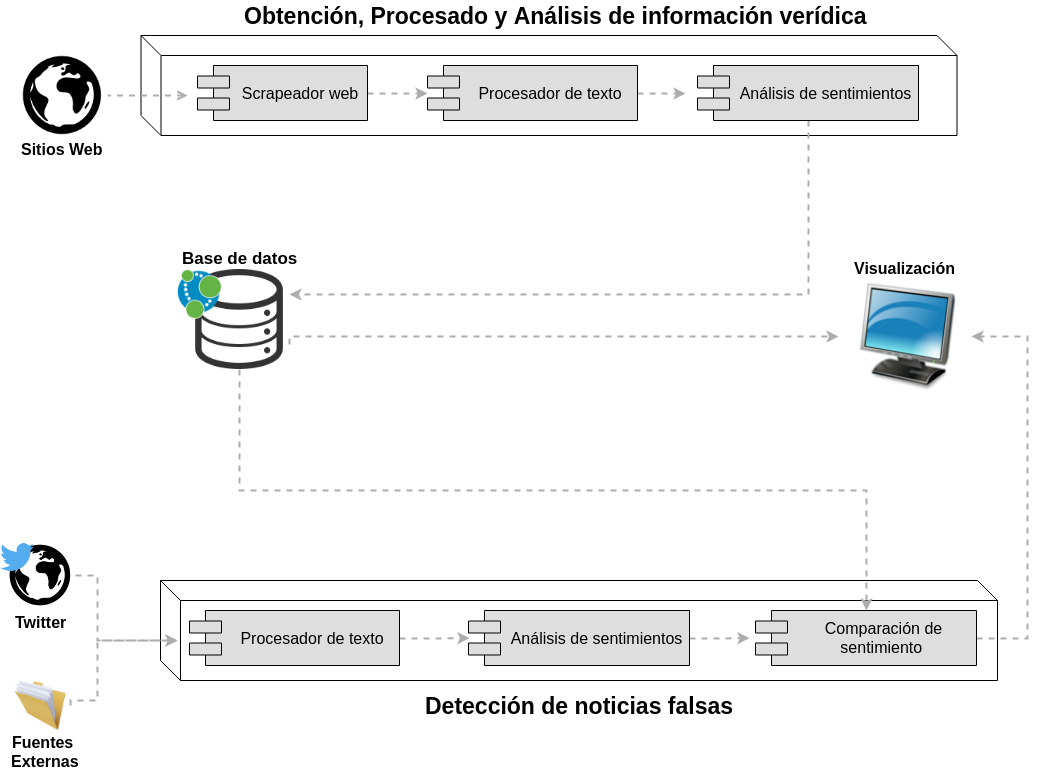 Obtención, Procesado y Análisis de información verídica
Scrapeador web
Procesador de texto
Análisis de sentimientos
Sitios Web
Base de datos
Visualización
Twitter
Procesador de texto
Análisis de sentimientos
Comparación de
sentimiento
Detección de noticias falsas
Fuentes
Externas